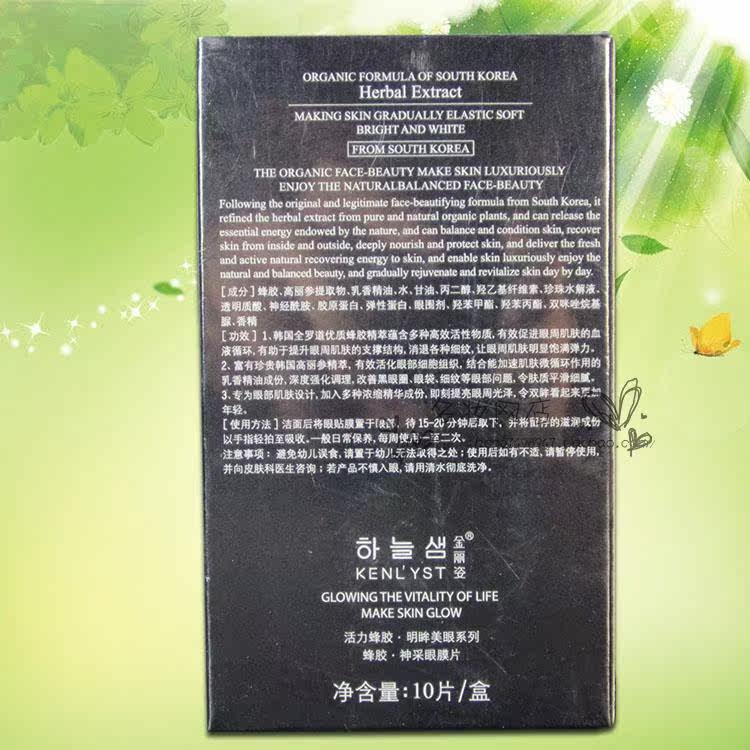 ORGANIC FORMULA OF SOUTH KOREA
Herbal Extract
MAKING SKIN GRADUALLY ELASTIC SOFT
BRIGHT AND WHITE
FROM SOUTH KOREA
THE ORGANIC FACE-BEAUTY MAKE SKIN LUXURIOUSLY
ENJOY THE NATURALBALANCED FACE-BEAUTY
Following the original and legitimate face-beautifying formula from South Korea, it
refined the herbal extract from pure and natural organic plants, and can release the
essential energy endowed by the nature, and can balance and condition skin, recover
skin from inside and outside, deeply nourish and protect skin, and deliver the fresh
and active natural recovering energy to skin, and enable skin luxuriously enjoy the
natural and balanced beauty, and gradually rejuvenate and revitalize skin day by day.
[成分] 蜂胶、高丽参提取物、乳香精油、水、甘油、丙二醇、羟乙基纤维素、珍珠水解液、
透明质酸、神经酰胺、胶原蛋白、弹性蛋白、眼围剂、羟苯甲酯、羟苯丙酯、双咪唑烷基
脲、香精
[功效] 1、韩国全罗道优质蜂胶精萃蕴含多种高效活性物质,有效促进眼周肌肤的血
液循环,有助于提升眼周肌肤的支撑结构,消退各种细纹,让眼周肌肤明显饱满弹力。
2、富有珍贵韩国高丽参精萃,有效活化眼部细胞组织,结合能加速肌肤微循环作用的
乳香精油成份,深度强化调理,改善黑眼圈、眼袋、细纹等眼部问题,令肤质平滑细腻。
3、专为眼部肌肤设计,加入多种浓缩精华成份,即刻提亮眼周光泽,令双眸看起来更加
年轻。
[使用方法] 洁面后将眼贴膜置于眼部,待 15-20 分钟后取下,并将配存的滋润成份
以手指轻拍至吸收。一般日常保养,每周使用一至二次。
注意事项: 避免幼儿误食,请置于幼儿无法取得之处;使用后如有不适,请暂停使用,
并向皮肤科医生咨询;若产品不慎入眼,请用清水彻底洗净。
하늘샘 金丽姿®
KENL'YST
GLOWING THE VITALITY OF LIFE
MAKE SKIN GLOW
活力蜂胶·明眸美眼系列
蜂胶·神采眼膜片
净含量:10片/盒